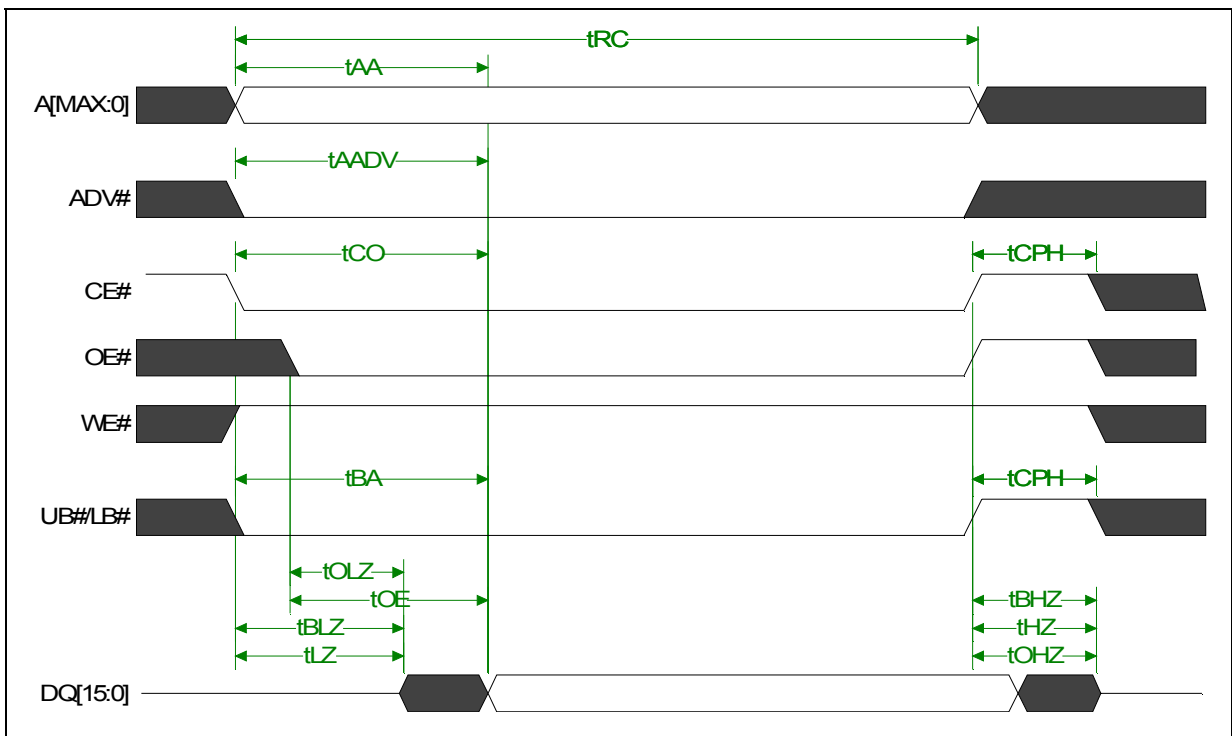 tRC
tAA
A[MAX:0]
tAADV
ADV#
tCO
tCPH
CE#
OE#
WE#
tBA
tCPH
UB#/LB#
tOLZ
tOE
tBHZ
tBLZ
tHZ
tLZ
tOHZ
DQ[15:0]